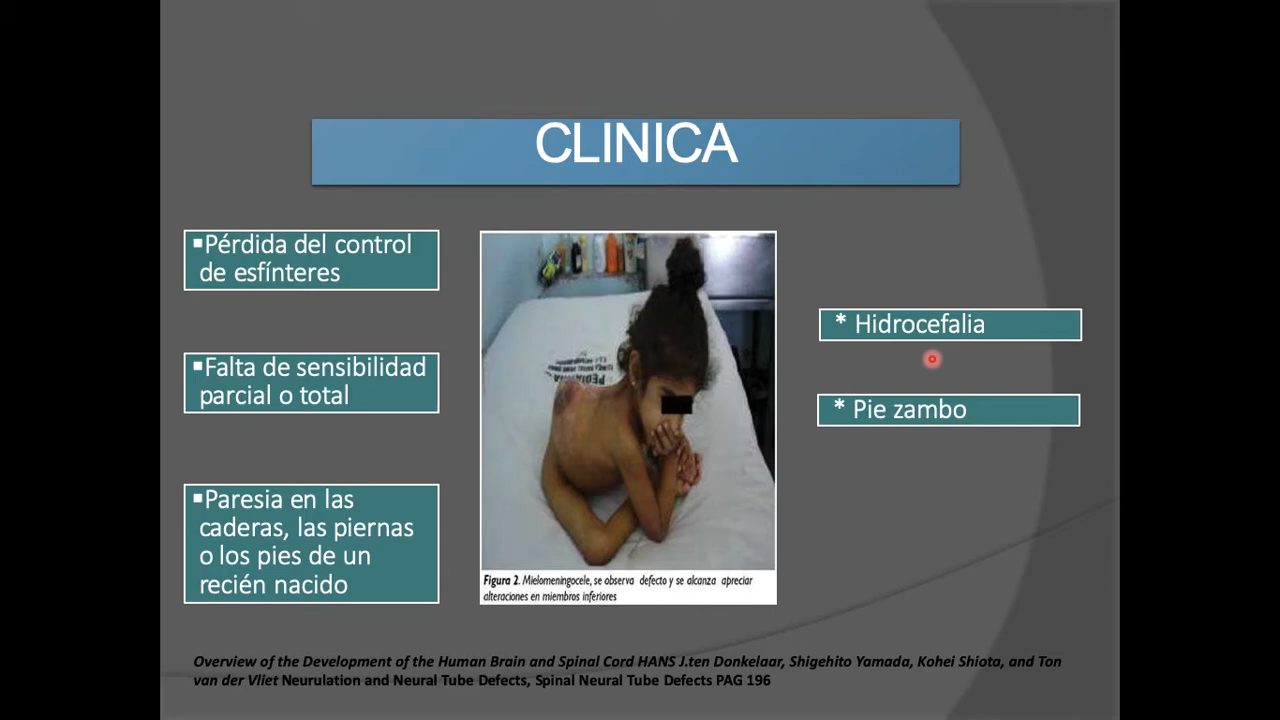 CLINICA
▪Pérdida del control
de esfínteres
▪Falta de sensibilidad
parcial o total
▪Paresia en las
caderas, las piernas
o los pies de un
recién nacido
PEDIATRIA
Figura 2. Mielomeningocele, se observa defecto y se alcanza apreciar
alteraciones en miembros inferiores
* Hidrocefalia
* Pie zambo
Overview of the Development of the Human Brain and Spinal Cord HANS J.ten Donkelaar, Shigehito Yamada, Kohei Shiota, and Ton
van der Vliet Neurulation and Neural Tube Defects, Spinal Neural Tube Defects PAG 196